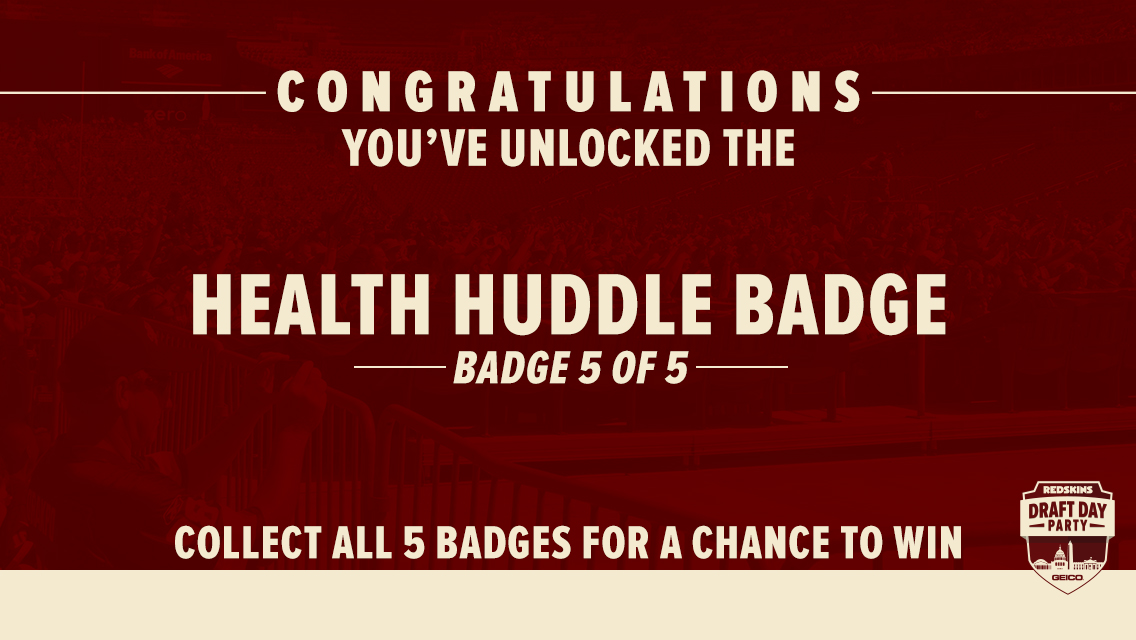 CONGRATULATIONS
YOU'VE UNLOCKED THE
HEALTH HUDDLE BADGE
BADGE 5 OF 5
COLLECT ALL 5 BADGES FOR A CHANCE TO WIN
REDSKINS
DRAFT DAY
PARTY
GEICO